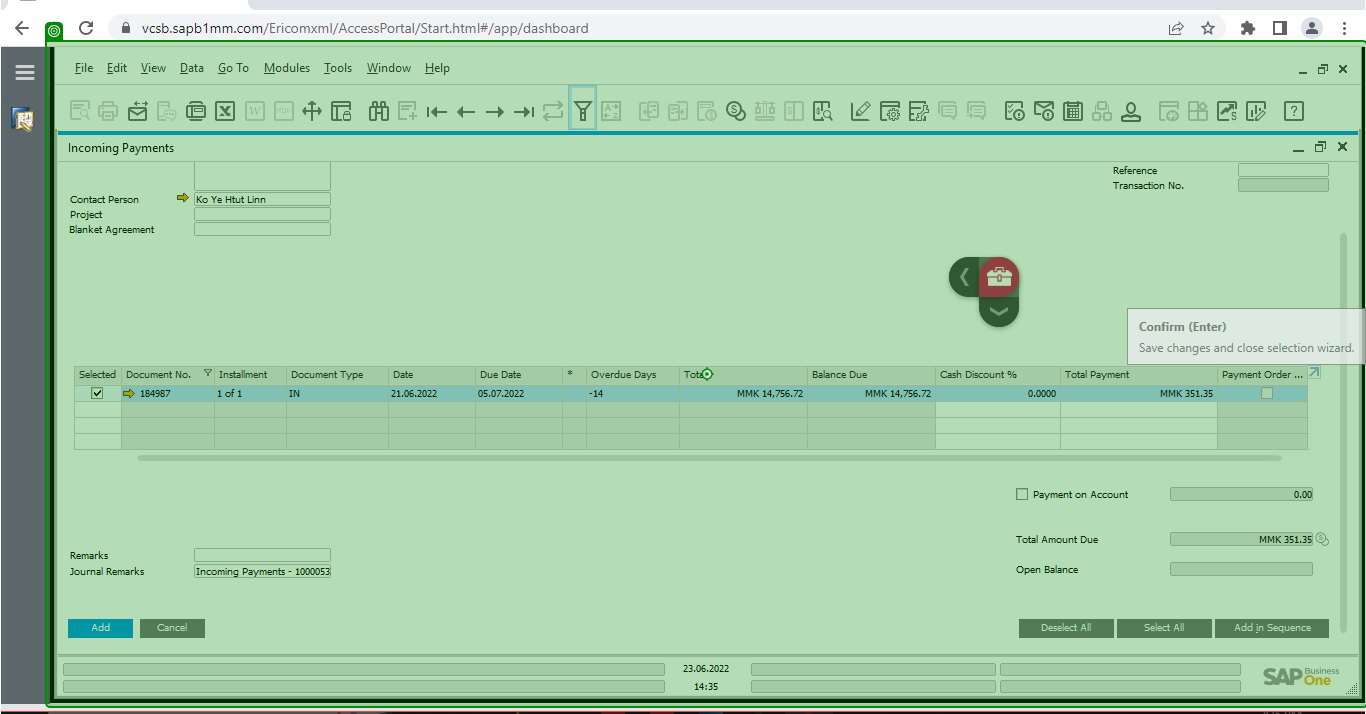 vcsb.sapb1mm.com/Ericomxml/AccessPortal/Start.html#/app/dashboard
File Edit View Data Go To Modules Tools Window Help
Incoming Payments
Reference
Transaction No.
Contact Person Ko Ye Htut Linn
Project
Blanket Agreement
Confirm (Enter)
Save changes and close selection wizard.
Selected Document No. Installment Document Type Date Due Date * Overdue Days Total Balance Due Cash Discount % Total Payment Payment Order ...
184987 1 of 1 IN 21.06.2022 05.07.2022 -14 MMK 14,756.72 MMK 14,756.72 0.0000 MMK 351.35
Payment on Account 0.00
Total Amount Due MMK 351.35
Open Balance
Remarks
Journal Remarks Incoming Payments - 1000053
Add Cancel Deselect All Select All Add in Sequence
23.06.2022
14:35
SAP Business One